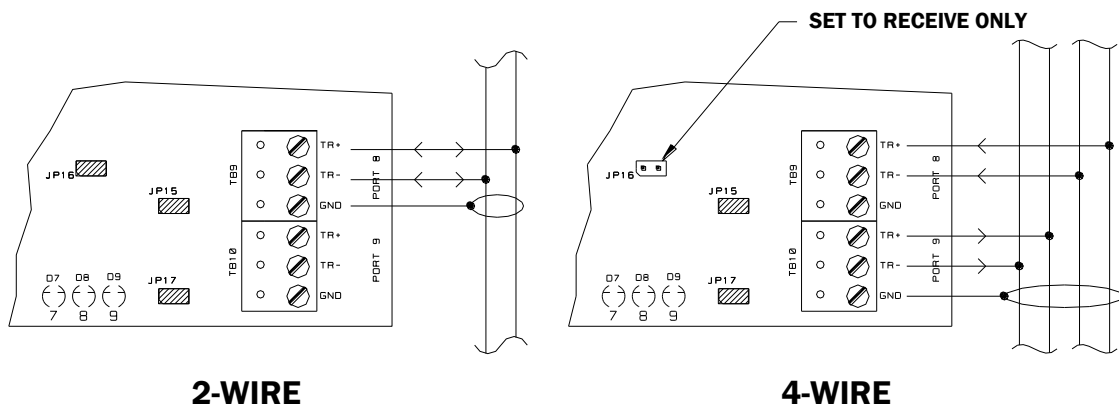 SET TO RECEIVE ONLY
JP16
JP15
JP17
D7 D8 D9
7 8 9
TB9
TR+
TR-
GND
PORT 8
TB10
TR+
TR-
GND
PORT 9
2-WIRE
JP16
JP15
JP17
D7 D8 D9
7 8 9
TB9
TR+
TR-
GND
PORT 8
TB10
TR+
TR-
GND
PORT 9
4-WIRE